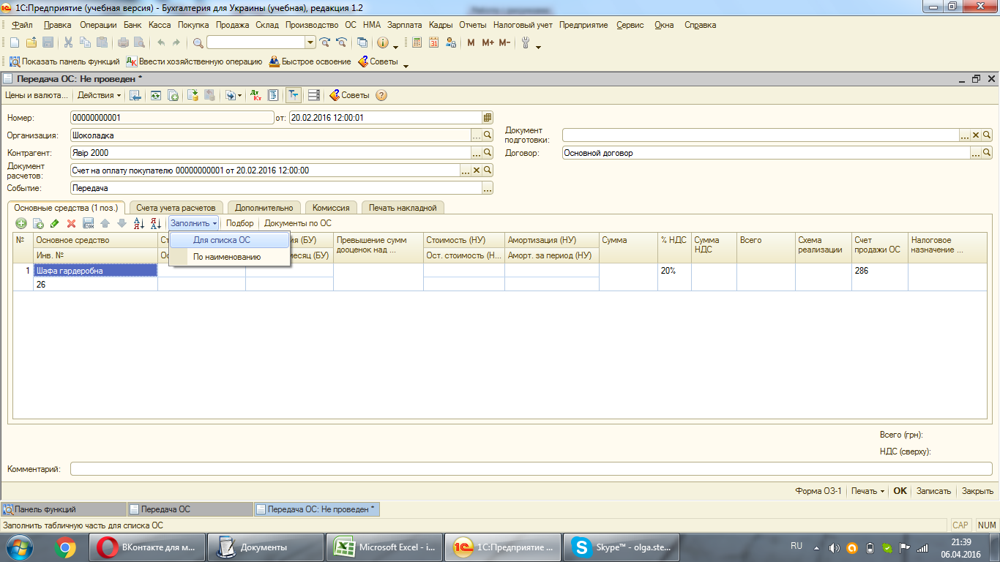 1С:Предприятие (учебная версия) - Бухгалтерия для Украины (учебная), редакция 1.2
Файл Правка Операции Банк Касса Покупка Продажа Склад Производство ОС НМА Зарплата Кадры Отчеты Налоговый учет Предприятие Сервис Окна Справка
M M+ M-
Показать панель функций Ввести хозяйственную операцию Быстрое освоение Советы
Передача ОС: Не проведен *
Цены и валюта... Действия Советы
Номер: 00000000001 от: 20.02.2016 12:00:01
Организация: Шоколадка Документ подготовки:
Контрагент: Явір 2000 Договор: Основной договор
Документ расчетов: Счет на оплату покупателю 00000000001 от 20.02.2016 12:00:00
Событие: Передача
Основные средства (1 поз.) Счета учета расчетов Дополнительно Комиссия Печать накладной
Заполнить Подбор Документы по ОС
Для списка ОС
По наименованию
№ Основное средство Ст (БУ) Превышение сумм дооценок над ... Стоимость (НУ) Амортизация (НУ) Сумма % НДС Сумма НДС Всего Схема реализации Счет продажи ОС Налоговое назначение ...
Инв. № Ос месяц (БУ) Ост. стоимость (Н... Аморт. за период (НУ)
1 Шафа гардеробна 20% 286
26
Всего (грн):
НДС (сверху):
Комментарий:
Форма ОЗ-1 Печать OK Записать Закрыть
Панель функций Передача ОС Передача ОС: Не проведен *
Заполнить табличную часть для списка ОС CAP NUM
ВКонтакте для м... Документы Microsoft Excel - i... 1С:Предприятие ... Skype™ - olga.ste... RU 21:39
06.04.2016